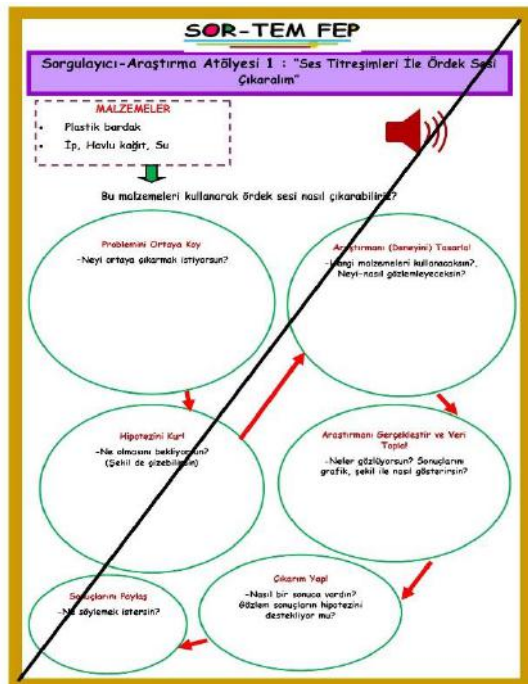 SOR-TEM FEP
Sorgulayıcı-Araştırma Atölyesi 1 : "Ses Titreşimleri İle Ördek Sesi
Çıkaralım"
MALZEMELER
• Plastik bardak
• İp, Havlu kağıt, Su
Bu malzemeleri kullanarak ördek sesi nasıl çıkarabiliriz?
Problemini Ortaya Koy
-Neyi ortaya çıkarmak istiyorsun?
Araştırmanı (Deneyini) Tasarla!
-Hangi malzemeleri kullanacaksın?,
Neyi-nasıl gözlemleyeceksin?
Hipotezini Kur!
-Ne olmasını bekliyorsun?
(Şekil de çizebilirsin)
Araştırmanı Gerçekleştir ve Veri
Topla!
-Neler gözlüyorsun? Sonuçlarını
grafik, şekil ile nasıl gösterirsin?
Çıkarım Yap!
-Nasıl bir sonuca vardın?
Gözlem sonuçların hipotezini
destekliyor mu?
Sonuçlarını Paylaş
-Ne söylemek istersin?